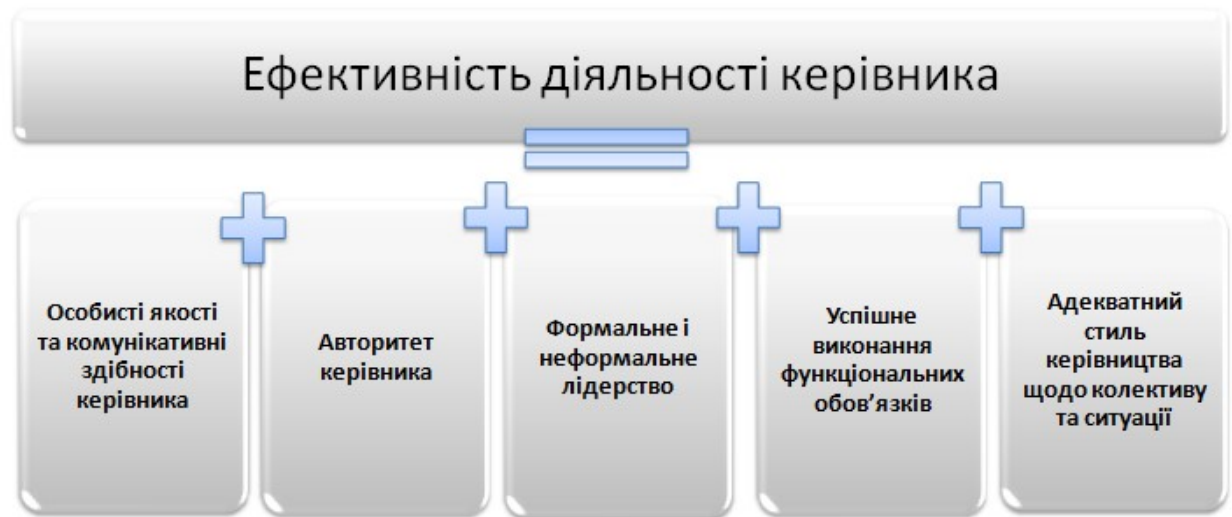 Ефективність діяльності керівника
Особисті якості
та комунікативні
здібності
керівника
Авторитет
керівника
Формальне і
неформальне
лідерство
Успішне
виконання
функціональних
обов’язків
Адекватний
стиль
керівництва
щодо колективу
та ситуації